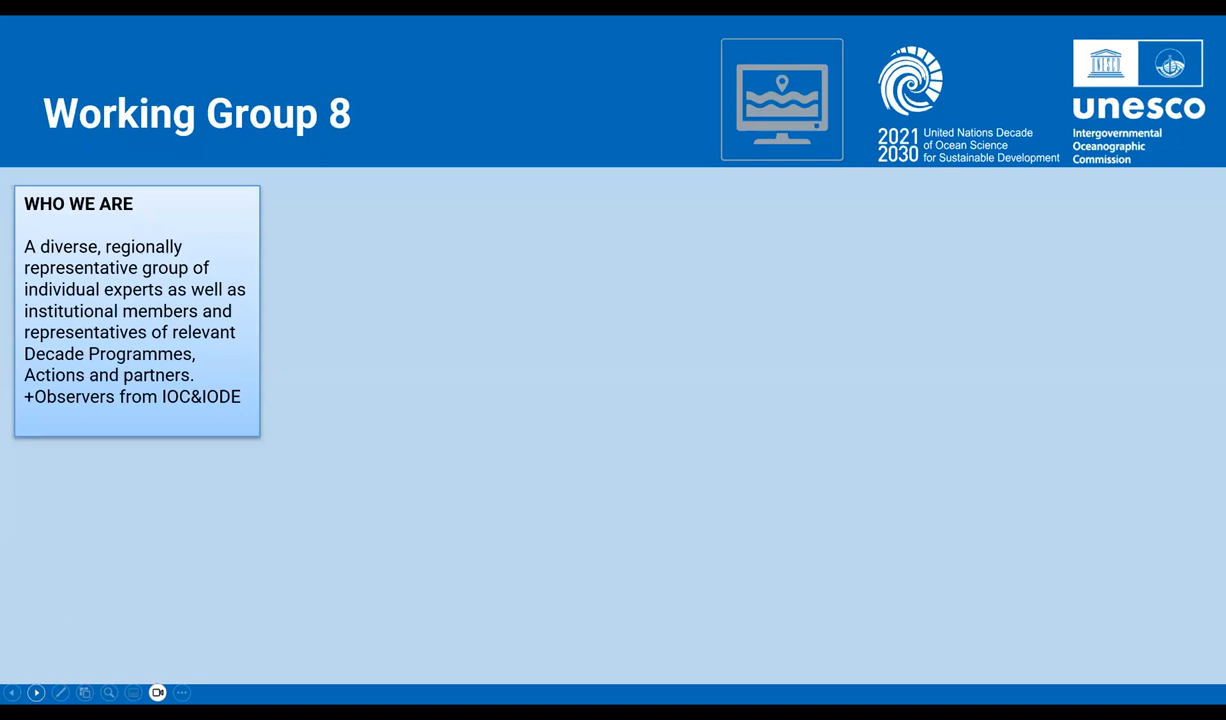 Working Group 8
2021
2030
United Nations Decade
of Ocean Science
for Sustainable Development
UNESCO
unesco
Intergovernmental
Oceanographic
Commission
WHO WE ARE
A diverse, regionally
representative group of
individual experts as well as
institutional members and
representatives of relevant
Decade Programmes,
Actions and partners.
+Observers from IOC&IODE